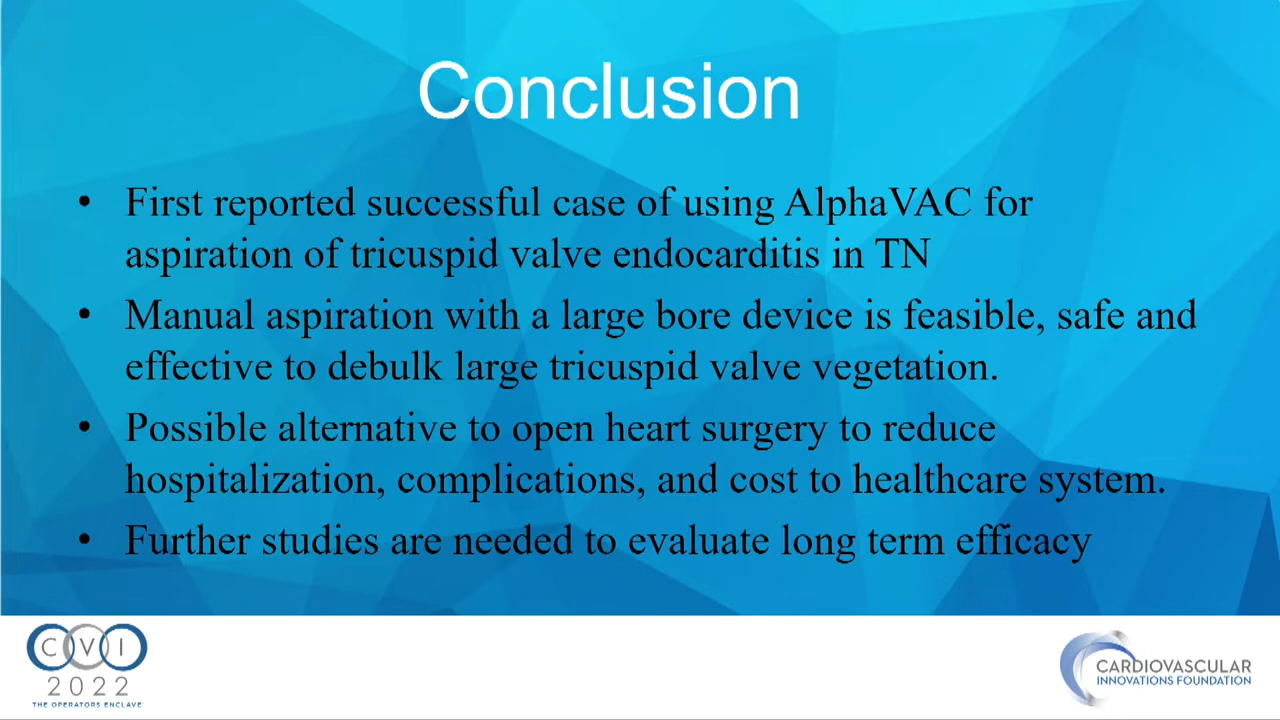 Conclusion
• First reported successful case of using AlphaVAC for
aspiration of tricuspid valve endocarditis in TN
• Manual aspiration with a large bore device is feasible, safe and
effective to debulk large tricuspid valve vegetation.
• Possible alternative to open heart surgery to reduce
hospitalization, complications, and cost to healthcare system.
• Further studies are needed to evaluate long term efficacy
CVI
2022
THE OPERATORS ENCLAVE
CARDIOVASCULAR
INNOVATIONS FOUNDATION